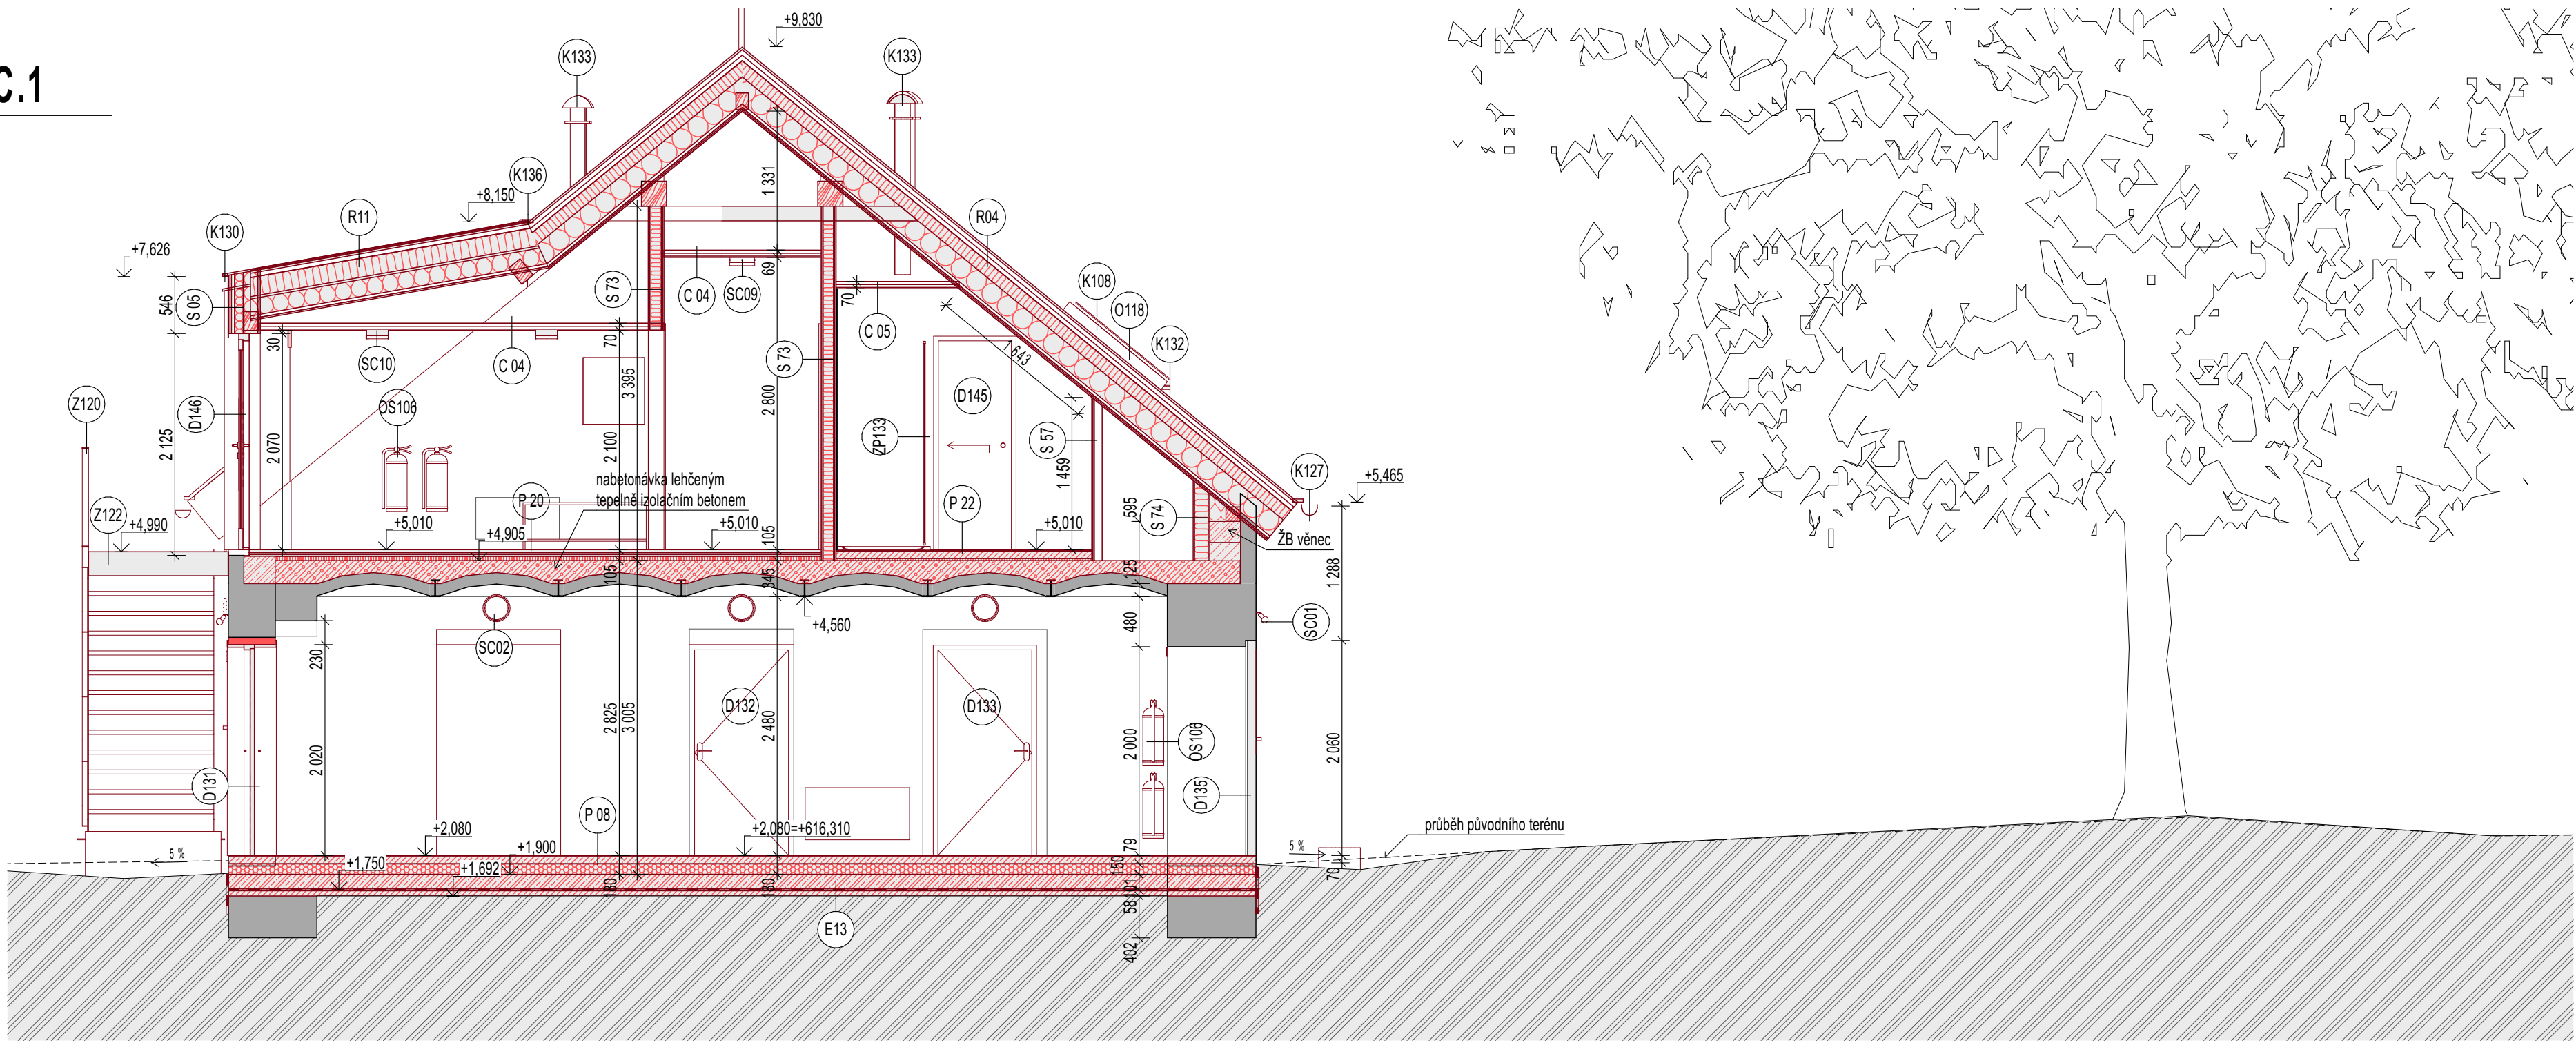 C.1
+9,830
K133
K133
K136
+8,150
R11
K130
+7,626
546
S 05
1 331
R04
69
S 73
C 04
SC09
70
C 05
K108
O118
K132
30
SC10
C 04
70
3 395
S 73
1 643
D145
2 800
Z120
D146
OS106
2 125
2 070
2 100
ZP133
S 57
1 459
nabetonávka lehčeným
tepelně izolačním betonem
K127
+5,465
P 20
P 22
595
S 74
Z122
+4,990
+5,010
+4,905
+5,010
105
+5,010
ŽB věnec
105
345
125
1 288
+4,560
480
SC01
SC02
230
D132
D133
2 825
3 005
2 480
2 020
2 000
OS106
2 060
D131
D135
P 08
+2,080
+2,080=+616,310
průběh původního terénu
5 %
+1,750
+1,692
+1,900
79
150
5 %
70
180
180
101
58
E13
402